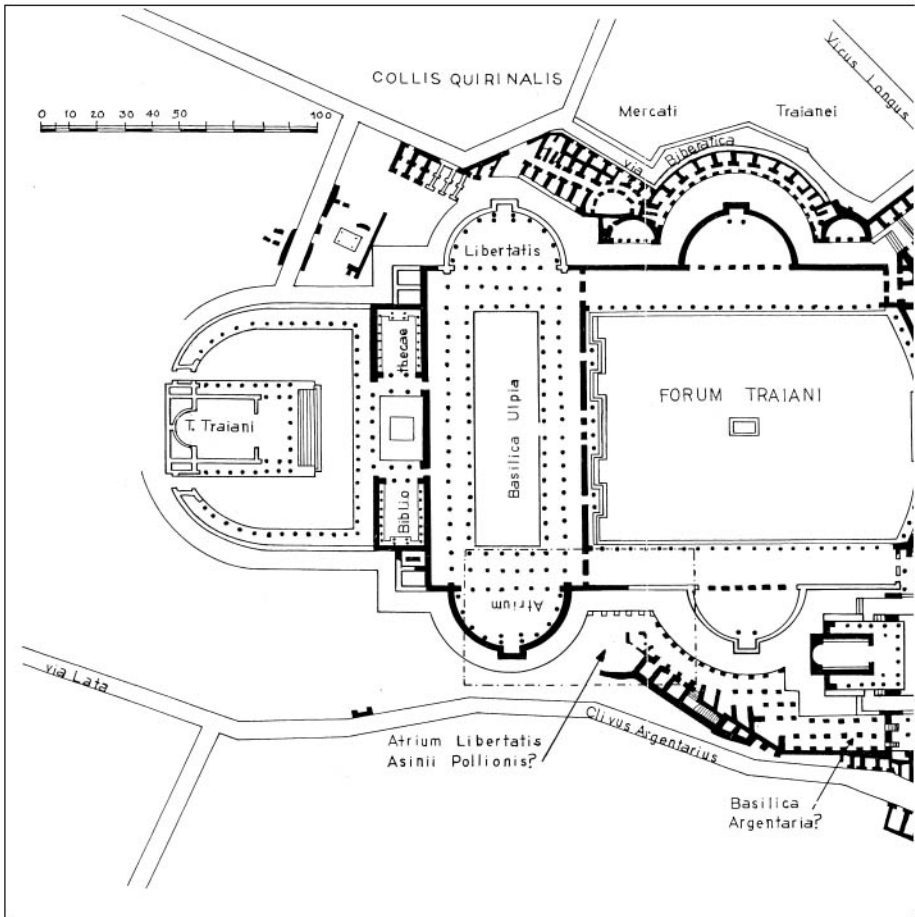 COLLIS QUIRINALIS
Vicus Longus
0 10 20 30 40 50 100
Mercati Traianei
via Biberatica
Libertatis
thecae
T. Traiani
Basilica Ulpia
FORUM TRAIANI
Biblio
Atrium
via Lata
Clivus Argentarius
Atrium Libertatis
Asinii Pollionis?
Basilica
Argentaria?